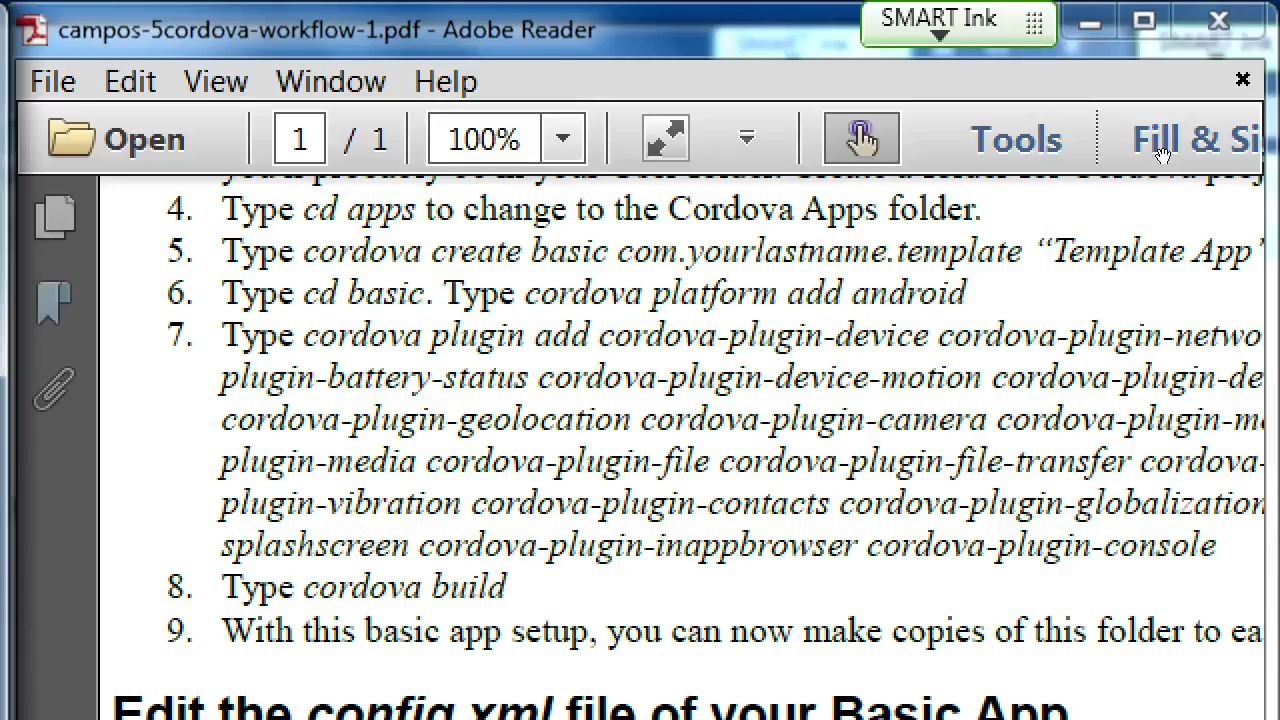 campos-5cordova-workflow-1.pdf - Adobe Reader
SMART Ink
File Edit View Window Help
Open 1 / 1 100% Tools Fill & Si
4. Type cd apps to change to the Cordova Apps folder.
5. Type cordova create basic com.yourlastname.template “Template App”
6. Type cd basic. Type cordova platform add android
7. Type cordova plugin add cordova-plugin-device cordova-plugin-netwo
plugin-battery-status cordova-plugin-device-motion cordova-plugin-de
cordova-plugin-geolocation cordova-plugin-camera cordova-plugin-me
plugin-media cordova-plugin-file cordova-plugin-file-transfer cordova-
plugin-vibration cordova-plugin-contacts cordova-plugin-globalization
splashscreen cordova-plugin-inappbrowser cordova-plugin-console
8. Type cordova build
9. With this basic app setup, you can now make copies of this folder to ea
Edit the config.xml file of your Basic App